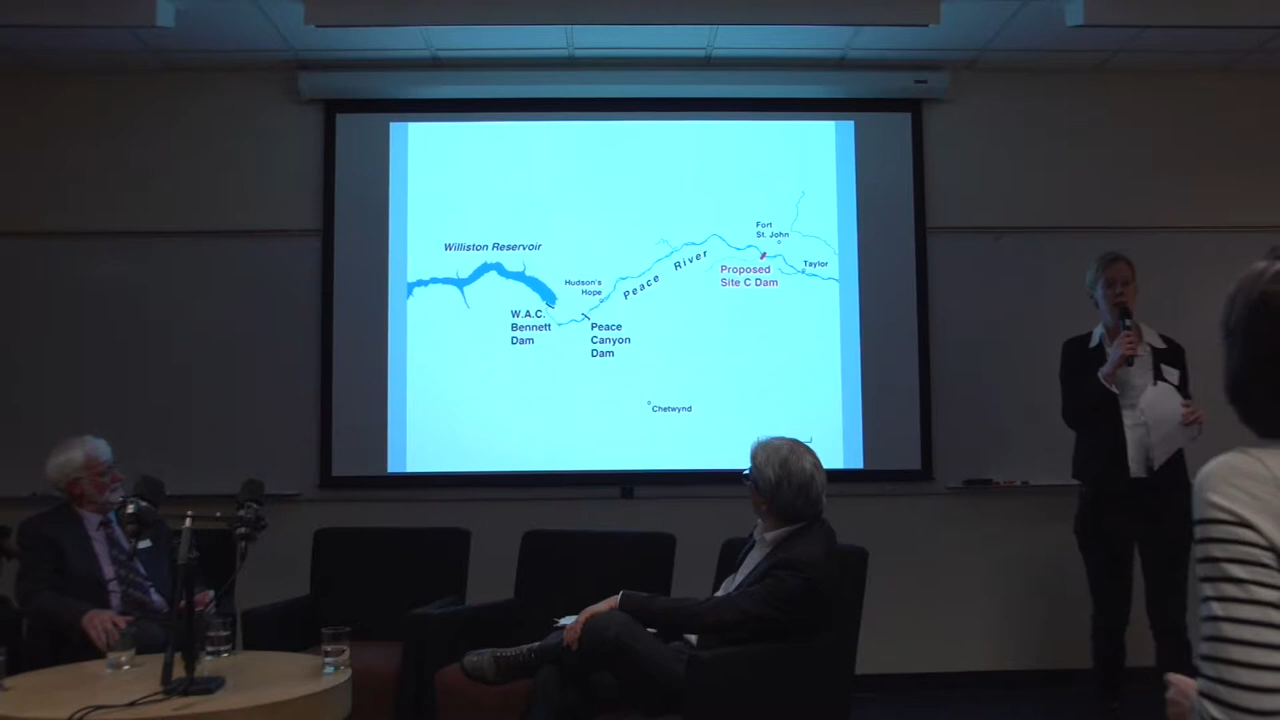 Williston Reservoir
Fort
St. John
Hudson's
Hope
Peace River
Taylor
Proposed
Site C Dam
W.A.C.
Bennett
Dam
Peace
Canyon
Dam
Chetwynd